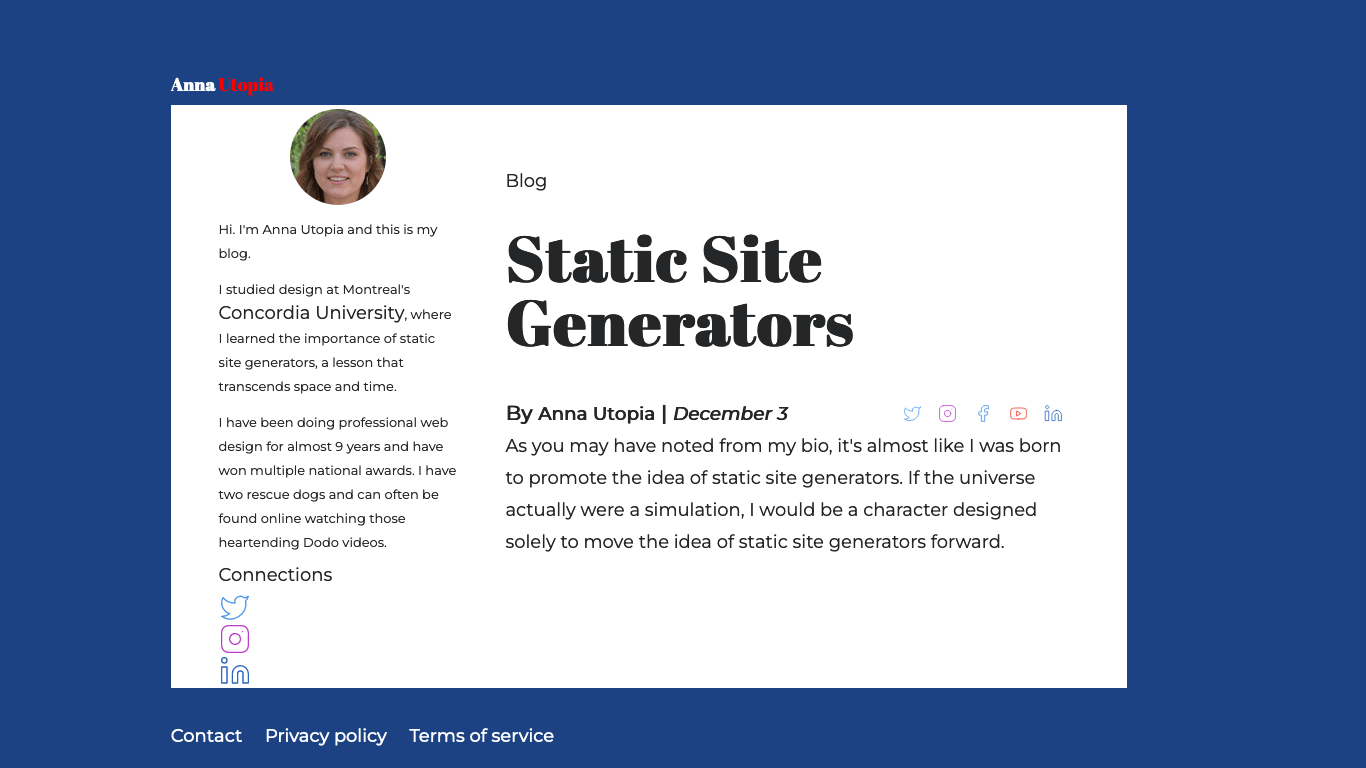 Anna Utopia
Hi. I'm Anna Utopia and this is my
blog.
I studied design at Montreal's
Concordia University, where
I learned the importance of static
site generators, a lesson that
transcends space and time.
I have been doing professional web
design for almost 9 years and have
won multiple national awards. I have
two rescue dogs and can often be
found online watching those
heartending Dodo videos.
Connections
Blog
Static Site
Generators
By Anna Utopia | December 3
As you may have noted from my bio, it's almost like I was born
to promote the idea of static site generators. If the universe
actually were a simulation, I would be a character designed
solely to move the idea of static site generators forward.
Contact Privacy policy Terms of service